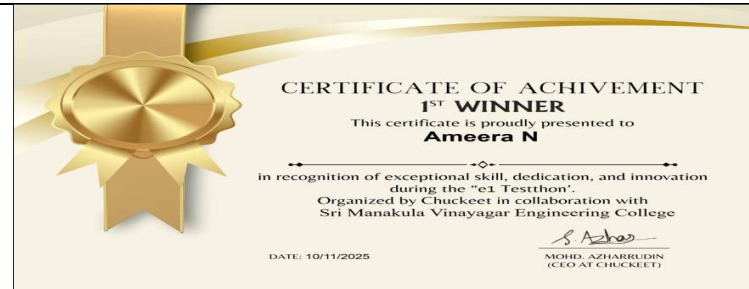 CERTIFICATE OF ACHIVEMENT
1ST WINNER
This certificate is proudly presented to
Ameera N
in recognition of exceptional skill, dedication, and innovation
during the “e1 Testthon'.
Organized by Chuckeet in collaboration with
Sri Manakula Vinayagar Engineering College
S. Azhar
DATE: 10/11/2025
MOHD. AZHARRUDIN
(CEO AT CHUCKEET)